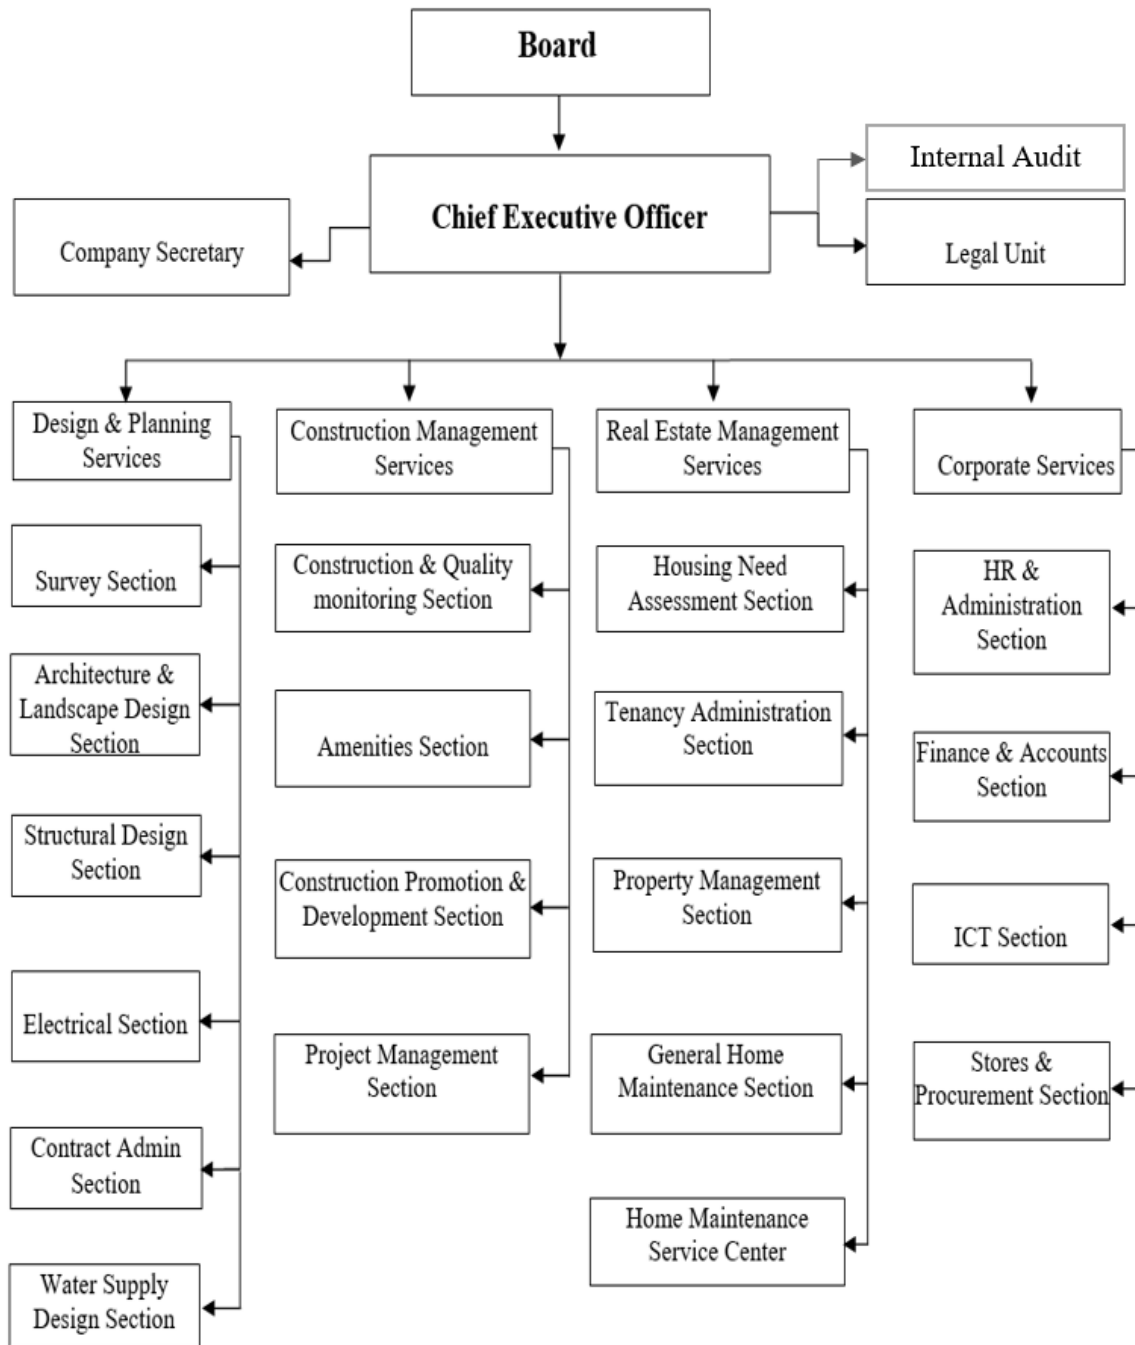 Board
Internal Audit
Chief Executive Officer
Company Secretary
Legal Unit
Design & Planning
Services
Construction Management
Services
Real Estate Management
Services
Corporate Services
Survey Section
Architecture &
Landscape Design
Section
Structural Design
Section
Electrical Section
Contract Admin
Section
Water Supply
Design Section
Construction & Quality
monitoring Section
Amenities Section
Construction Promotion &
Development Section
Project Management
Section
Housing Need
Assessment Section
Tenancy Administration
Section
Property Management
Section
General Home
Maintenance Section
Home Maintenance
Service Center
HR &
Administration
Section
Finance & Accounts
Section
ICT Section
Stores &
Procurement Section